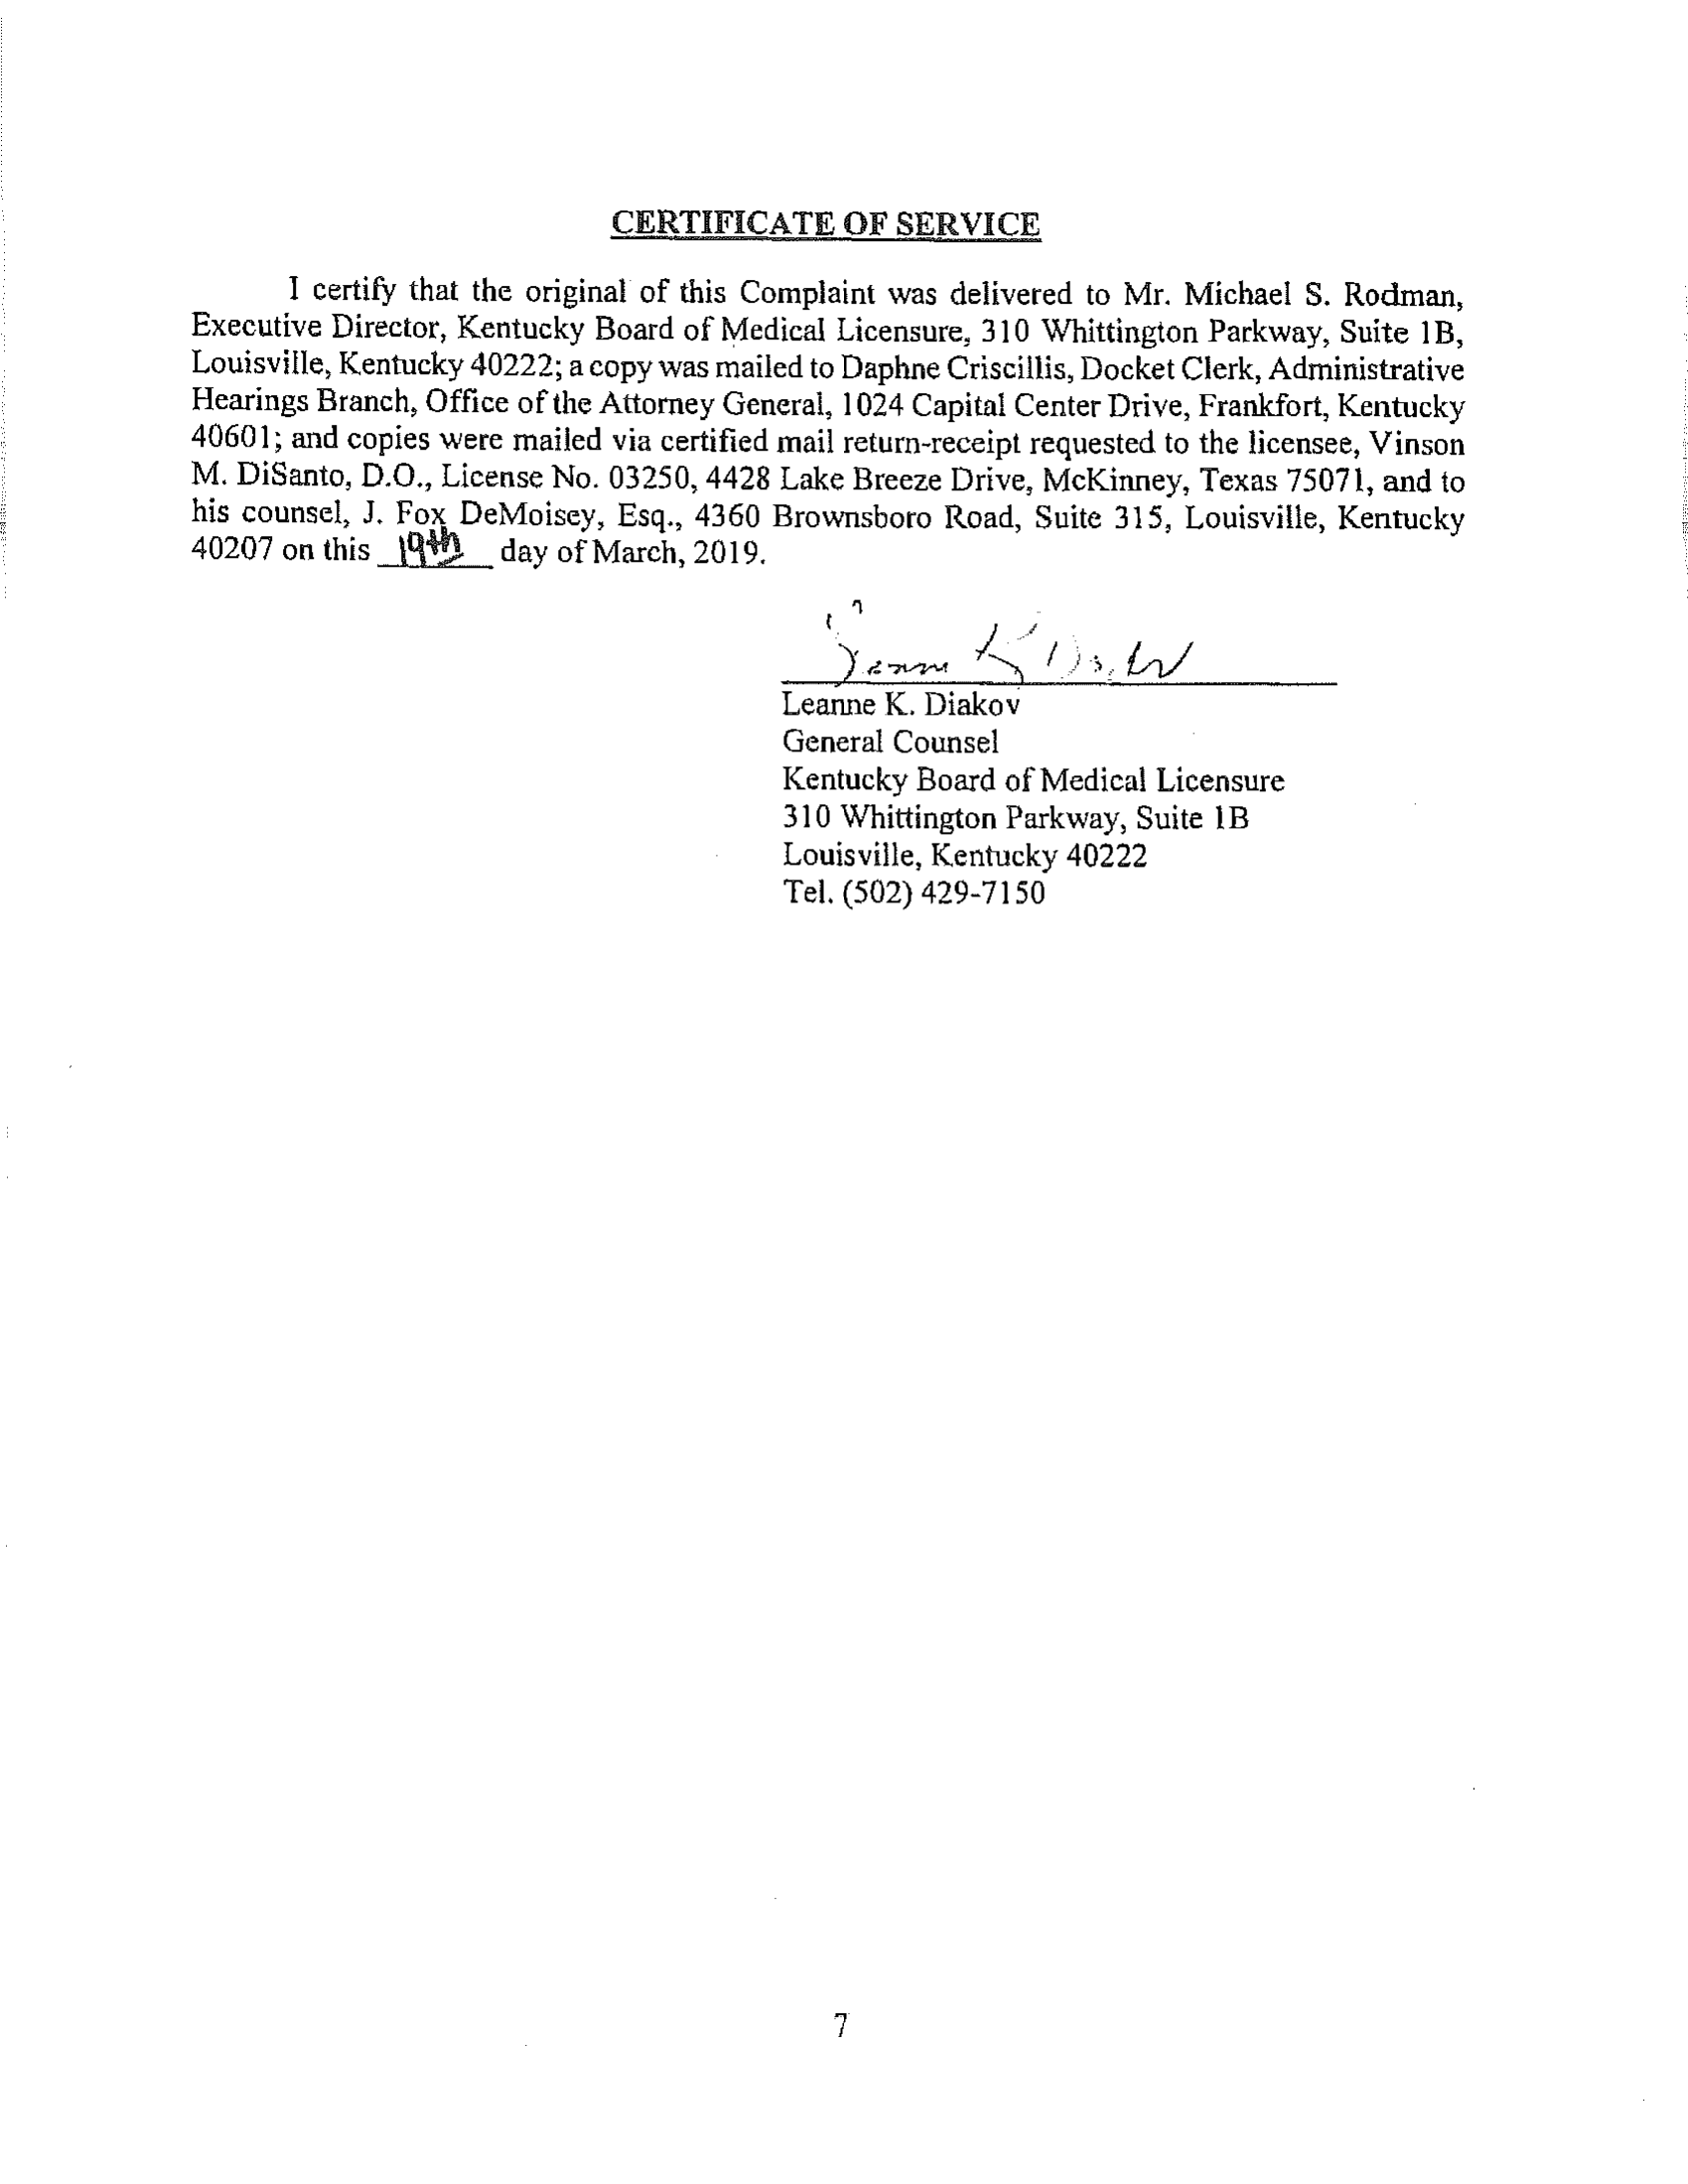 CERTIFICATE OF SERVICE
I certify that the original of this Complaint was delivered to Mr. Michael S. Rodman,
Executive Director, Kentucky Board of Medical Licensure, 310 Whittington Parkway, Suite 1B,
Louisville, Kentucky 40222; a copy was mailed to Daphne Criscillis, Docket Clerk, Administrative
Hearings Branch, Office of the Attorney General, 1024 Capital Center Drive, Frankfort, Kentucky
40601; and copies were mailed via certified mail return-receipt requested to the licensee, Vinson
M. DiSanto, D.O., License No. 03250, 4428 Lake Breeze Drive, McKinney, Texas 75071, and to
his counsel, J. Fox DeMoisey, Esq., 4360 Brownsboro Road, Suite 315, Louisville, Kentucky
40207 on this 19th day of March, 2019.
Leanne K. Diakov
General Counsel
Kentucky Board of Medical Licensure
310 Whittington Parkway, Suite 1B
Louisville, Kentucky 40222
Tel. (502) 429-7150
7